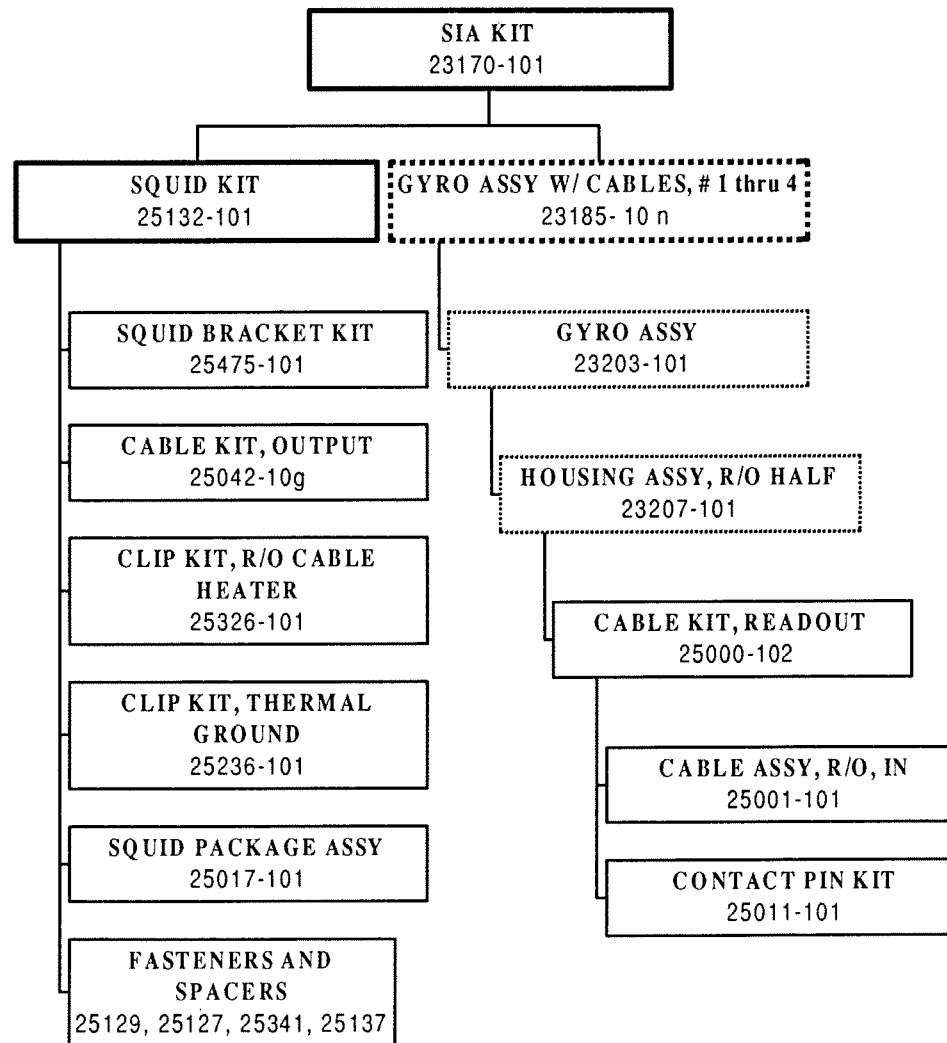 SIA KIT
23170-101
SQUID KIT
25132-101
GYRO ASSY W/ CABLES, # 1 thru 4
23185- 10 n
SQUID BRACKET KIT
25475-101
GYRO ASSY
23203-101
CABLE KIT, OUTPUT
25042-10g
HOUSING ASSY, R/O HALF
23207-101
CLIP KIT, R/O CABLE
HEATER
25326-101
CABLE KIT, READOUT
25000-102
CLIP KIT, THERMAL
GROUND
25236-101
CABLE ASSY, R/O, IN
25001-101
SQUID PACKAGE ASSY
25017-101
CONTACT PIN KIT
25011-101
FASTENERS AND
SPACERS
25129, 25127, 25341, 25137